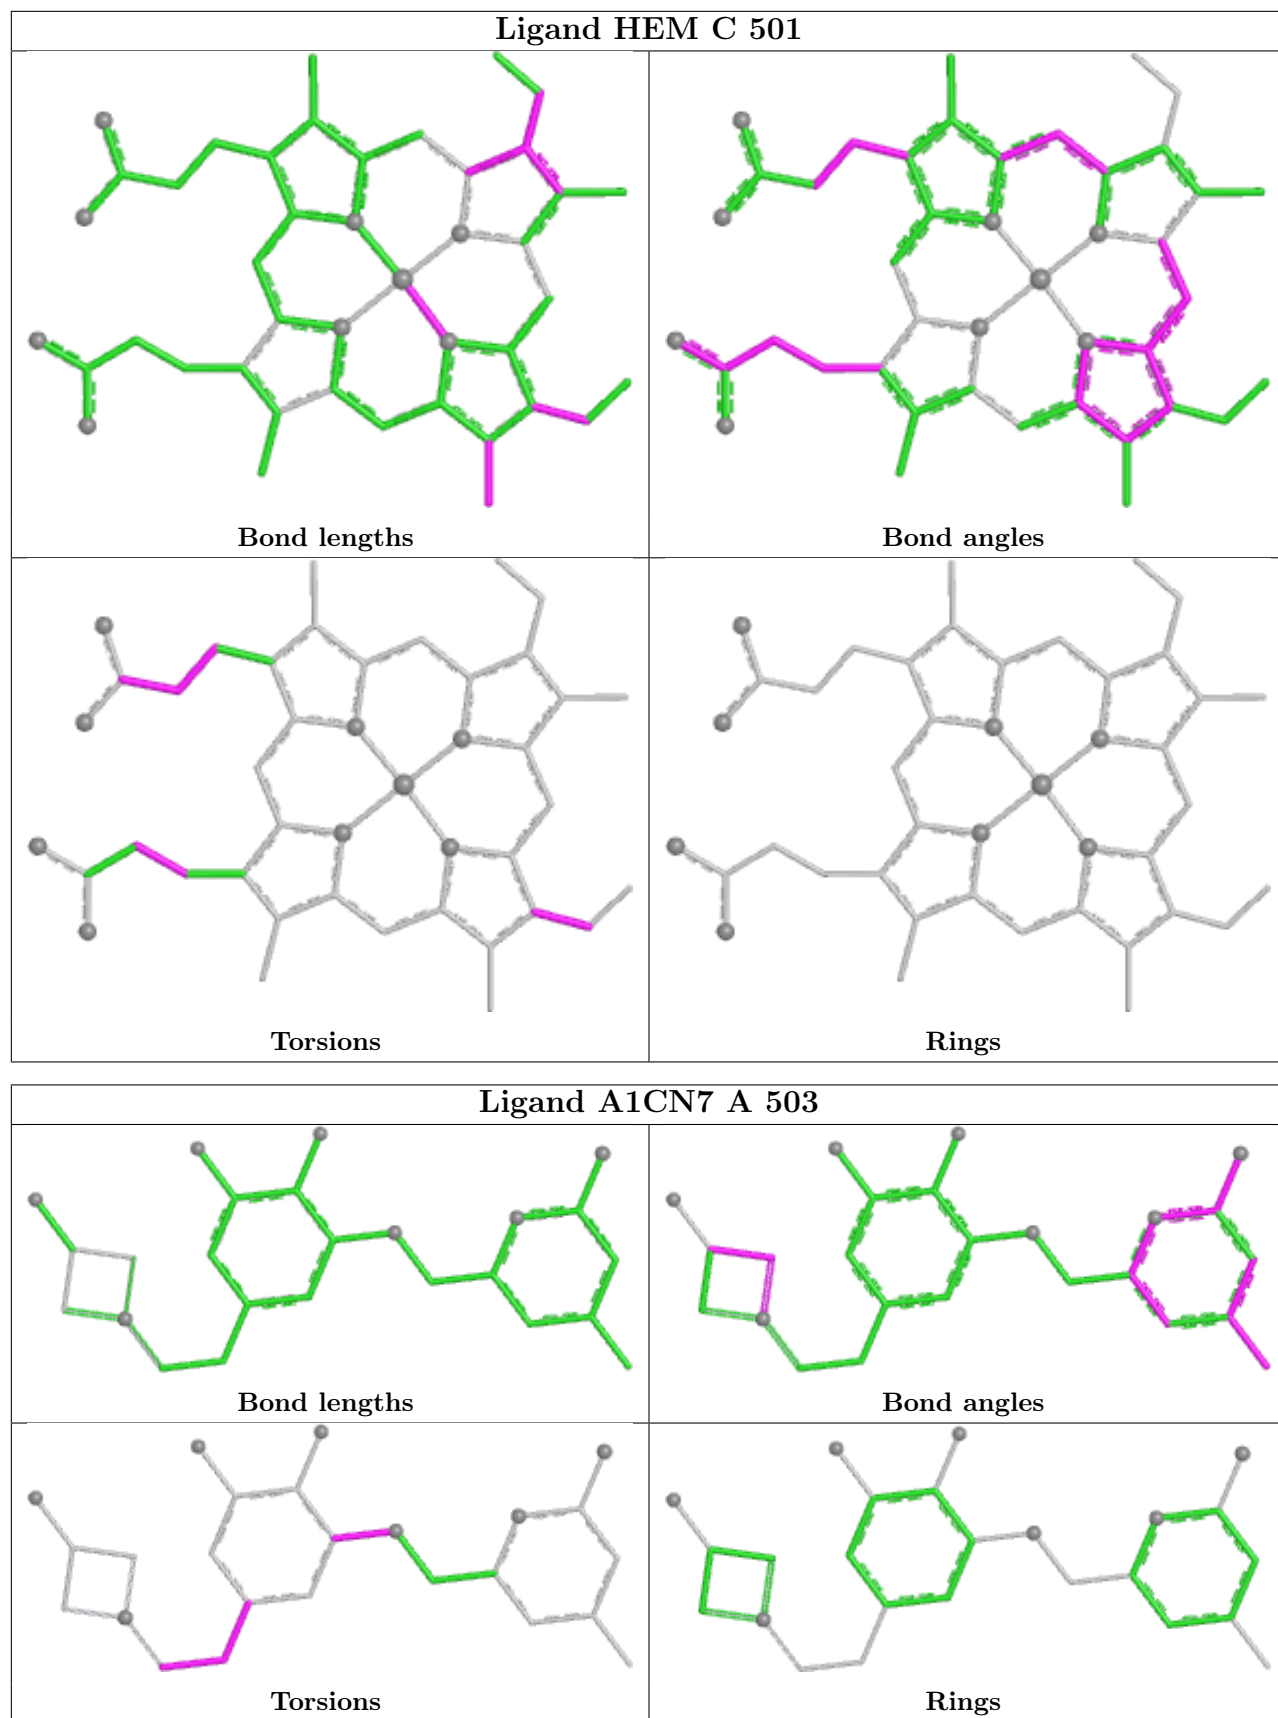 Ligand HEM C 501
Bond lengths
Bond angles
Torsions
Rings
Ligand A1CN7 A 503
Bond lengths
Bond angles
Torsions
Rings